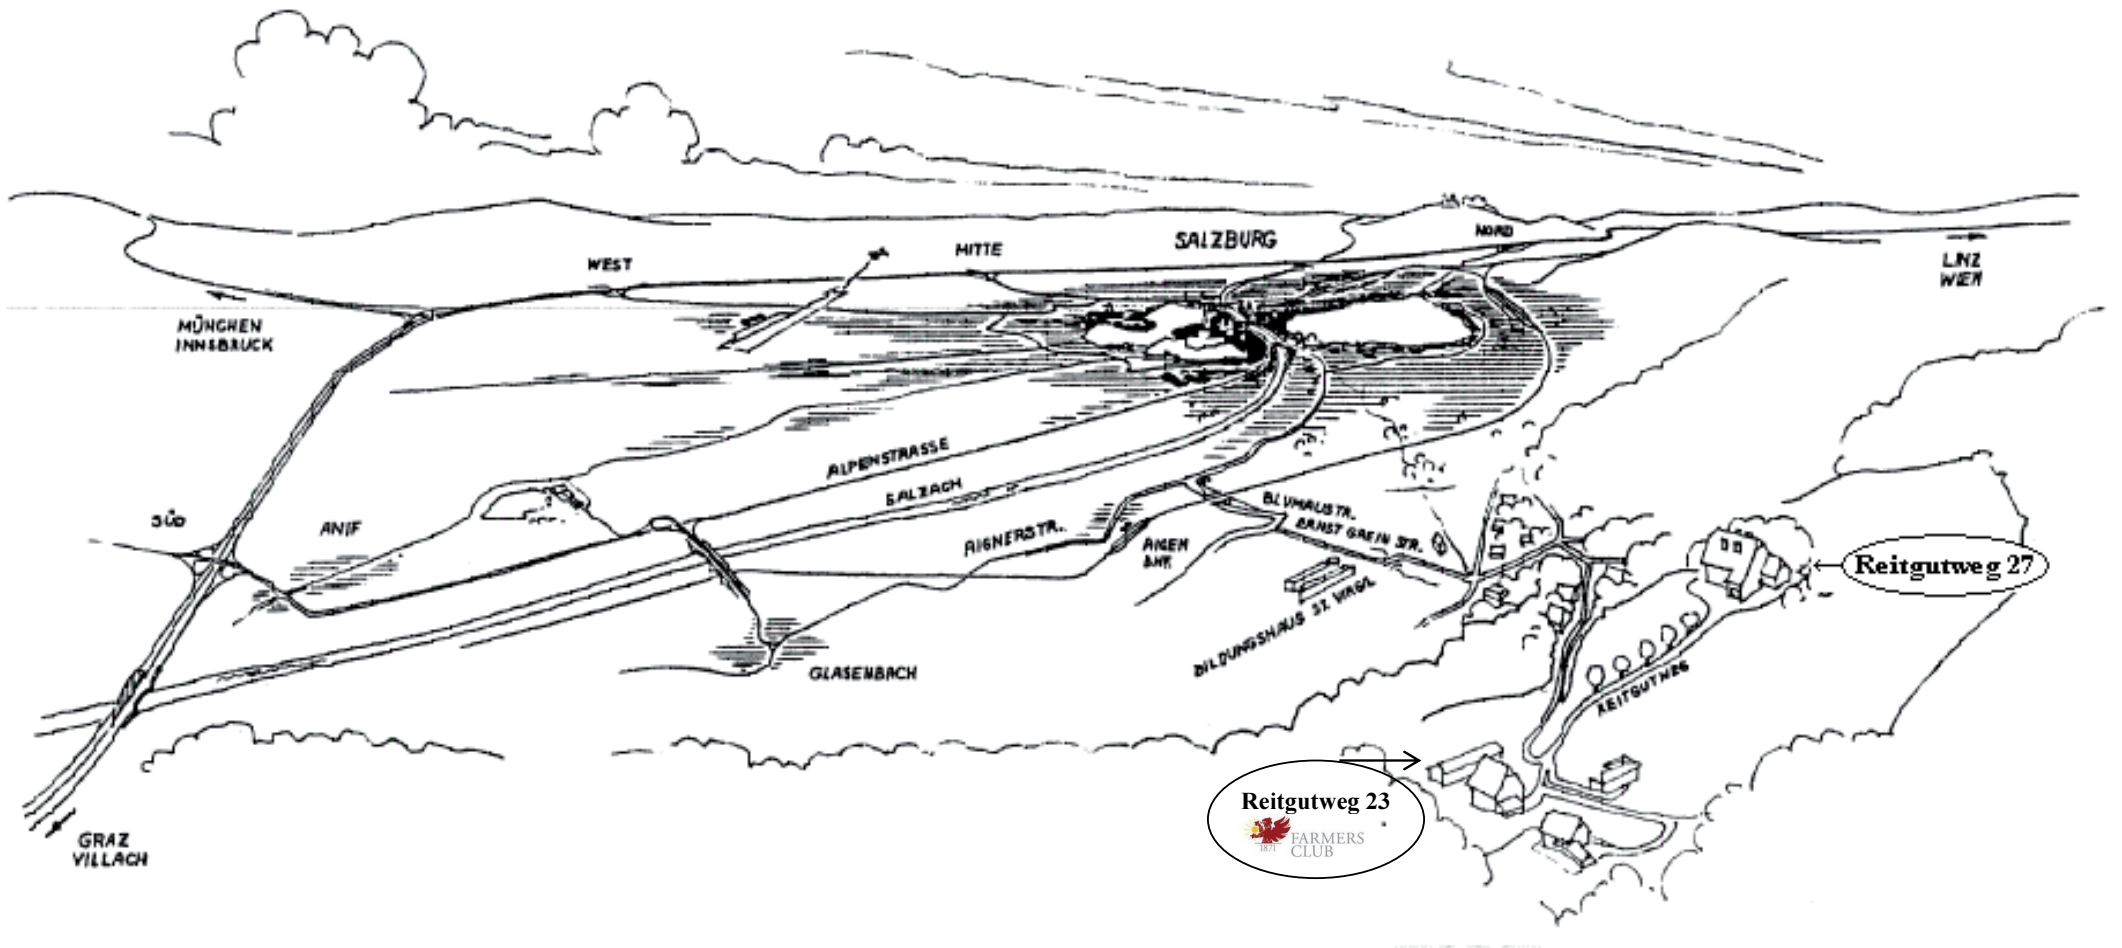 SALZBURG
NORD
MITTE
WEST
LINZ
WIEN
MÜNCHEN
INNSBRUCK
ALPENSTRASSE
SALZACH
SÜD
ANIF
AIGNERSTR.
AIGEN
BHF.
BLUMAUSTR.
ERNST GREIN STR.
Reitgutweg 27
BILDUNGSHAUS ST. VIRGIL
GLASENBACH
REITGUTWEG
Reitgutweg 23
1871
FARMERS
CLUB
GRAZ
VILLACH